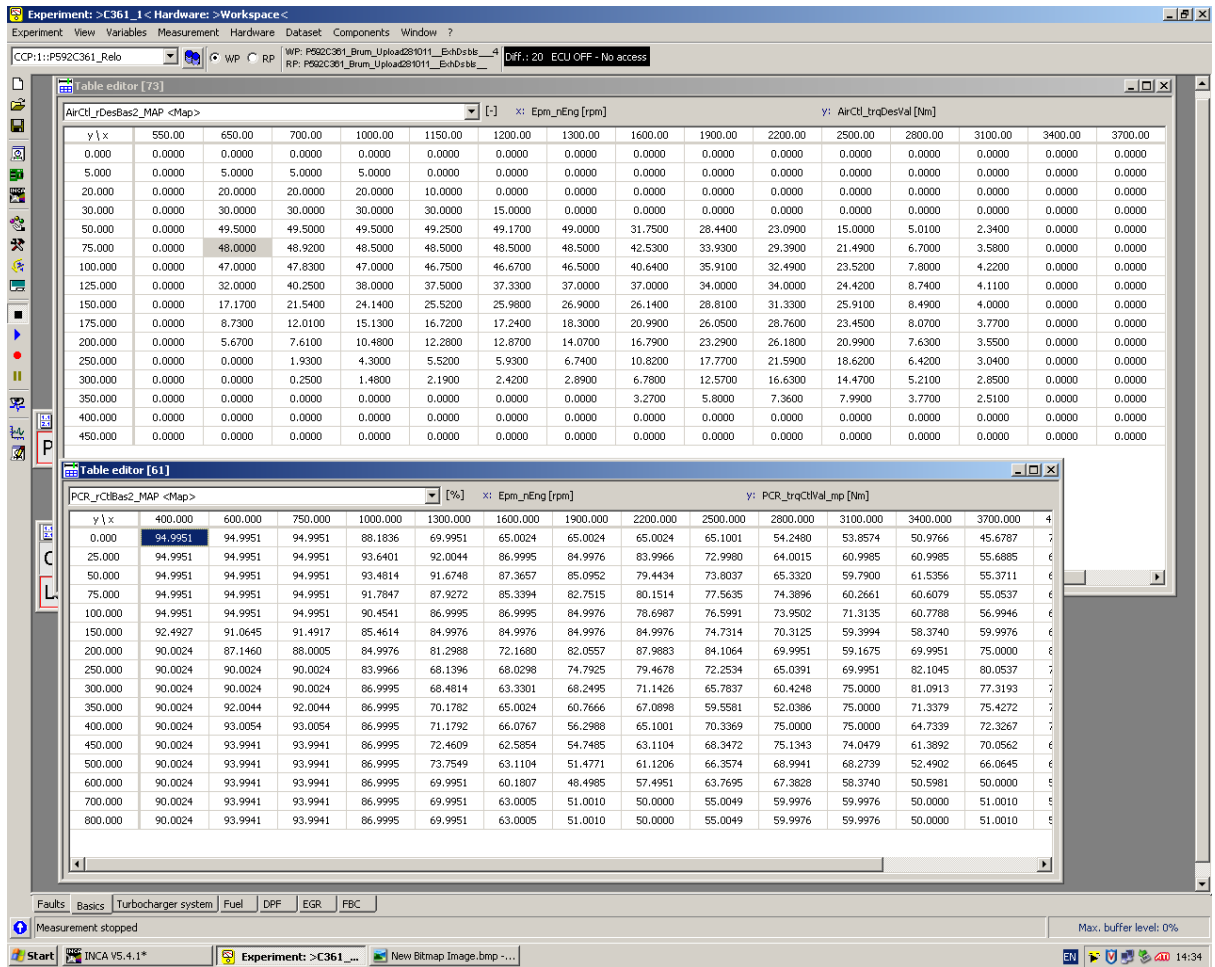 Experiment: >C361_1< Hardware: >Workspace<
Experiment View Variables Measurement Hardware Dataset Components Window ?
CCP:1::P592C361_Relo WP RP WP: P592C361_Brum_Upload281011__ExhDsbls___4 Diff.: 20 ECU OFF - No access
RP: P592C361_Brum_Upload281011__ExhDsbls__
Table editor [73]
AirCtl_rDesBas2_MAP <Map> [-] x: Epm_nEng [rpm] y: AirCtl_trqDesVal [Nm]
y \ x 550.00 650.00 700.00 1000.00 1150.00 1200.00 1300.00 1600.00 1900.00 2200.00 2500.00 2800.00 3100.00 3400.00 3700.00
0.000 0.0000 0.0000 0.0000 0.0000 0.0000 0.0000 0.0000 0.0000 0.0000 0.0000 0.0000 0.0000 0.0000 0.0000 0.0000
5.000 0.0000 5.0000 5.0000 5.0000 0.0000 0.0000 0.0000 0.0000 0.0000 0.0000 0.0000 0.0000 0.0000 0.0000 0.0000
20.000 0.0000 20.0000 20.0000 20.0000 10.0000 0.0000 0.0000 0.0000 0.0000 0.0000 0.0000 0.0000 0.0000 0.0000 0.0000
30.000 0.0000 30.0000 30.0000 30.0000 30.0000 15.0000 0.0000 0.0000 0.0000 0.0000 0.0000 0.0000 0.0000 0.0000 0.0000
50.000 0.0000 49.5000 49.5000 49.5000 49.2500 49.1700 49.0000 31.7500 28.4400 23.0900 15.0000 5.0100 2.3400 0.0000 0.0000
75.000 0.0000 48.0000 48.9200 48.5000 48.5000 48.5000 48.5000 42.5300 33.9300 29.3900 21.4900 6.7000 3.5800 0.0000 0.0000
100.000 0.0000 47.0000 47.8300 47.0000 46.7500 46.6700 46.5000 40.6400 35.9100 32.4900 23.5200 7.8000 4.2200 0.0000 0.0000
125.000 0.0000 32.0000 40.2500 38.0000 37.5000 37.3300 37.0000 37.0000 34.0000 34.0000 24.4200 8.7400 4.1100 0.0000 0.0000
150.000 0.0000 17.1700 21.5400 24.1400 25.5200 25.9800 26.9000 26.1400 28.8100 31.3300 25.9100 8.4900 4.0000 0.0000 0.0000
175.000 0.0000 8.7300 12.0100 15.1300 16.7200 17.2400 18.3000 20.9900 26.0500 28.7600 23.4500 8.0700 3.7700 0.0000 0.0000
200.000 0.0000 5.6700 7.6100 10.4800 12.2800 12.8700 14.0700 16.7900 23.2900 26.1800 20.9900 7.6300 3.5500 0.0000 0.0000
250.000 0.0000 0.0000 1.9300 4.3000 5.5200 5.9300 6.7400 10.8200 17.7700 21.5900 18.6200 6.4200 3.0400 0.0000 0.0000
300.000 0.0000 0.0000 0.2500 1.4800 2.1900 2.4200 2.8900 6.7800 12.5700 16.6300 14.4700 5.2100 2.8500 0.0000 0.0000
350.000 0.0000 0.0000 0.0000 0.0000 0.0000 0.0000 0.0000 3.2700 5.8000 7.3600 7.9900 3.7700 2.5100 0.0000 0.0000
400.000 0.0000 0.0000 0.0000 0.0000 0.0000 0.0000 0.0000 0.0000 0.0000 0.0000 0.0000 0.0000 0.0000 0.0000 0.0000
450.000 0.0000 0.0000 0.0000 0.0000 0.0000 0.0000 0.0000 0.0000 0.0000 0.0000 0.0000 0.0000 0.0000 0.0000 0.0000
Table editor [61]
PCR_rCtlBas2_MAP <Map> [%] x: Epm_nEng [rpm] y: PCR_trqCtlVal_mp [Nm]
y \ x 400.000 600.000 750.000 1000.000 1300.000 1600.000 1900.000 2200.000 2500.000 2800.000 3100.000 3400.000 3700.000
0.000 94.9951 94.9951 94.9951 88.1836 69.9951 65.0024 65.0024 65.0024 65.1001 54.2480 53.8574 50.9766 45.6787
25.000 94.9951 94.9951 94.9951 93.6401 92.0044 86.9995 84.9976 83.9966 72.9980 64.0015 60.9985 60.9985 55.6885
50.000 94.9951 94.9951 94.9951 93.4814 91.6748 87.3657 85.0952 79.4434 73.8037 65.3320 59.7900 61.5356 55.3711
75.000 94.9951 94.9951 94.9951 91.7847 87.9272 85.3394 82.7515 80.1514 77.5635 74.3896 60.2661 60.6079 55.0537
100.000 94.9951 94.9951 94.9951 90.4541 86.9995 86.9995 84.9976 78.6987 76.5991 73.9502 71.3135 60.7788 56.9946
150.000 92.4927 91.0645 91.4917 85.4614 84.9976 84.9976 84.9976 84.9976 74.7314 70.3125 59.3994 58.3740 59.9976
200.000 90.0024 87.1460 88.0005 84.9976 81.2988 72.1680 82.0557 87.9883 84.1064 69.9951 59.1675 69.9951 75.0000
250.000 90.0024 90.0024 90.0024 83.9966 68.1396 68.0298 74.7925 79.4678 72.2534 65.0391 69.9951 82.1045 80.0537
300.000 90.0024 90.0024 90.0024 86.9995 68.4814 63.3301 68.2495 71.1426 65.7837 60.4248 75.0000 81.0913 77.3193
350.000 90.0024 92.0044 92.0044 86.9995 70.1782 65.0024 60.7666 67.0898 59.5581 52.0386 75.0000 71.3379 75.4272
400.000 90.0024 93.0054 93.0054 86.9995 71.1792 66.0767 56.2988 65.1001 70.3369 75.0000 75.0000 64.7339 72.3267
450.000 90.0024 93.9941 93.9941 86.9995 72.4609 62.5854 54.7485 63.1104 68.3472 75.1343 74.0479 61.3892 70.0562
500.000 90.0024 93.9941 93.9941 86.9995 73.7549 63.1104 51.4771 61.1206 66.3574 68.9941 68.2739 52.4902 66.0645
600.000 90.0024 93.9941 93.9941 86.9995 69.9951 60.1807 48.4985 57.4951 63.7695 67.3828 58.3740 50.5981 50.0000
700.000 90.0024 93.9941 93.9941 86.9995 69.9951 63.0005 51.0010 50.0000 55.0049 59.9976 59.9976 50.0000 51.0010
800.000 90.0024 93.9941 93.9941 86.9995 69.9951 63.0005 51.0010 50.0000 55.0049 59.9976 59.9976 50.0000 51.0010
Faults Basics Turbocharger system Fuel DPF EGR FBC
Measurement stopped Max. buffer level: 0%
Start INCA V5.4.1* Experiment: >C361_... New Bitmap Image.bmp -... EN 14:34